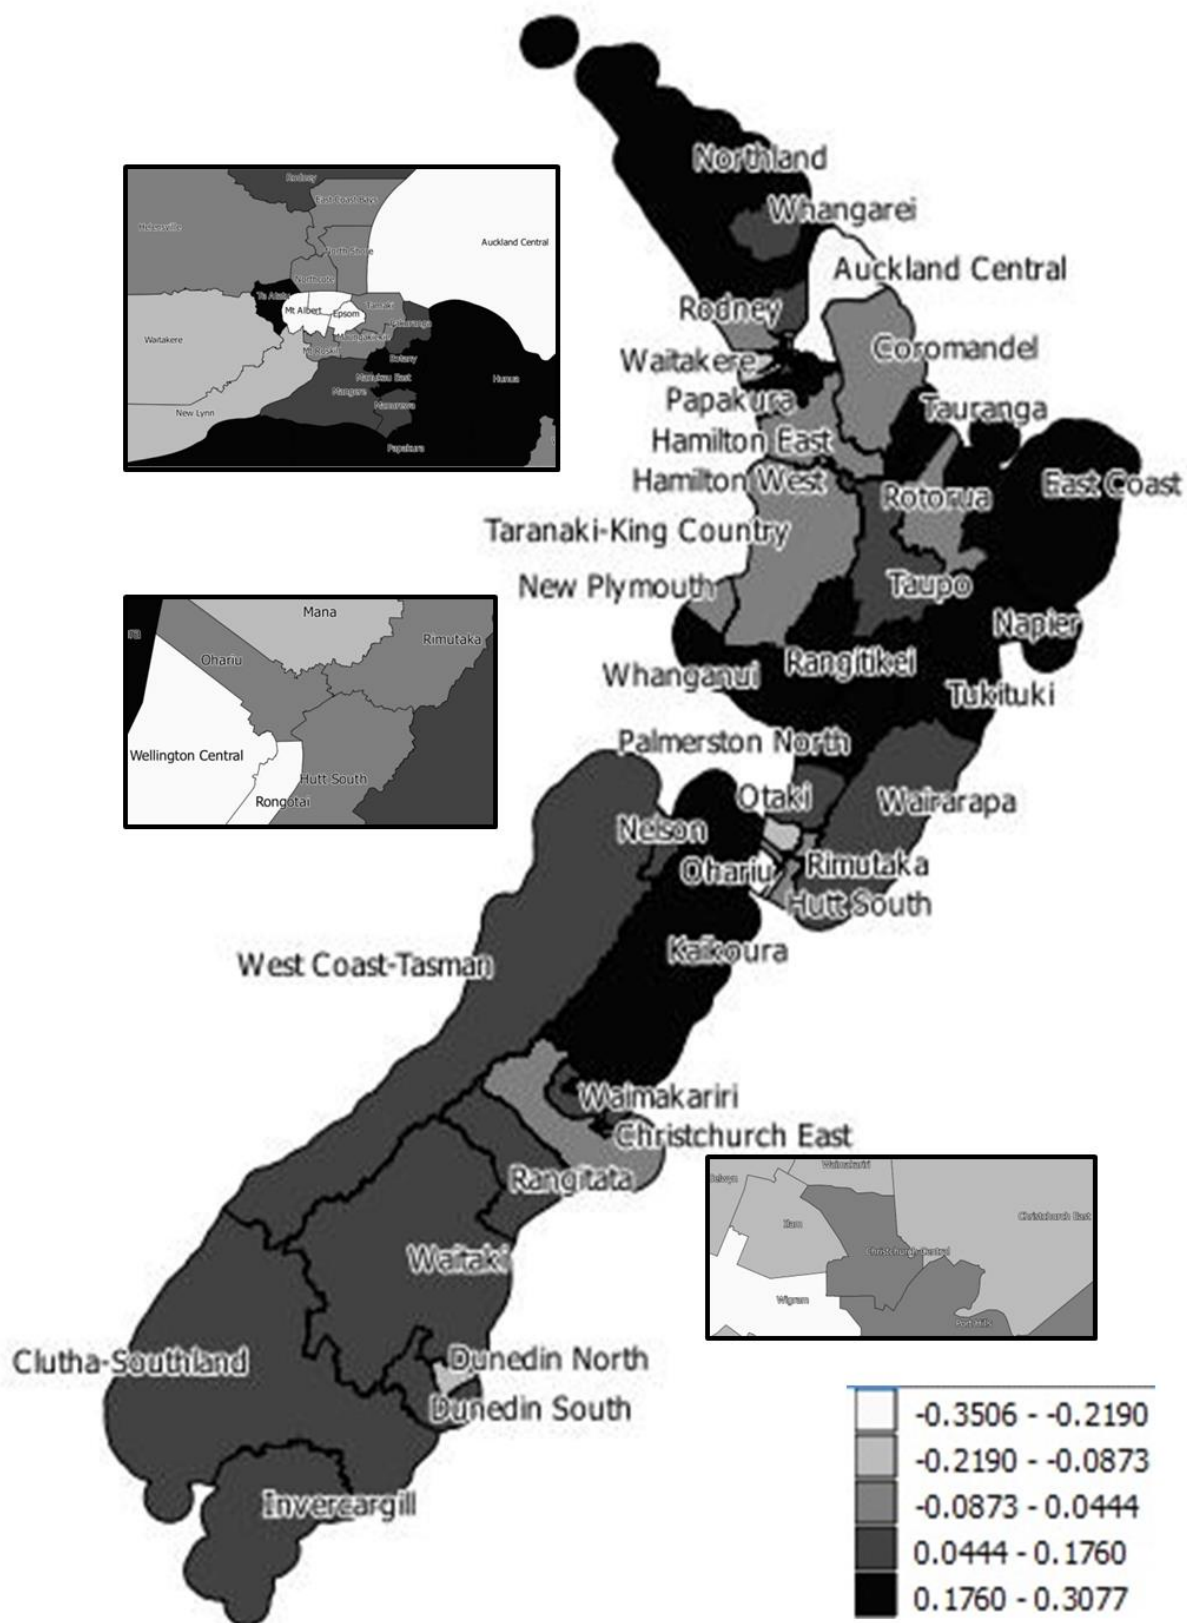 Northland
Whangarei
Auckland Central
Rodney
Coromandel
Waitakere
Papakura
Tauranga
Hamilton East
Hamilton West
Rotorua
East Coast
Taranaki-King Country
New Plymouth
Taupo
Napier
Whanganui
Rangitikei
Tukituki
Palmerston North
Otaki
Wairarapa
Nelson
Ohariu
Rimutaka
Hutt South
Kaikoura
West Coast-Tasman
Waimakariri
Christchurch East
Rangitata
Waitaki
Clutha-Southland
Dunedin North
Dunedin South
Invercargill
Rodney
East Coast Bays
Helensville
Auckland Central
North Shore
Northcote
Te Atatu
Mt Albert
Epsom
Tamaki
Pakuranga
Maungakiekie
Mt Roskill
Waitakere
Botany
Manukau East
Mangere
Hunua
Manurewa
New Lynn
Papakura
Mana
ra
Rimutaka
Ohariu
Wellington Central
Hutt South
Rongotai
Waimakariri
Selwyn
Ilam
Christchurch East
Christchurch Central
Wigram
Port Hills
-0.3506 - -0.2190
-0.2190 - -0.0873
-0.0873 - 0.0444
0.0444 - 0.1760
0.1760 - 0.3077